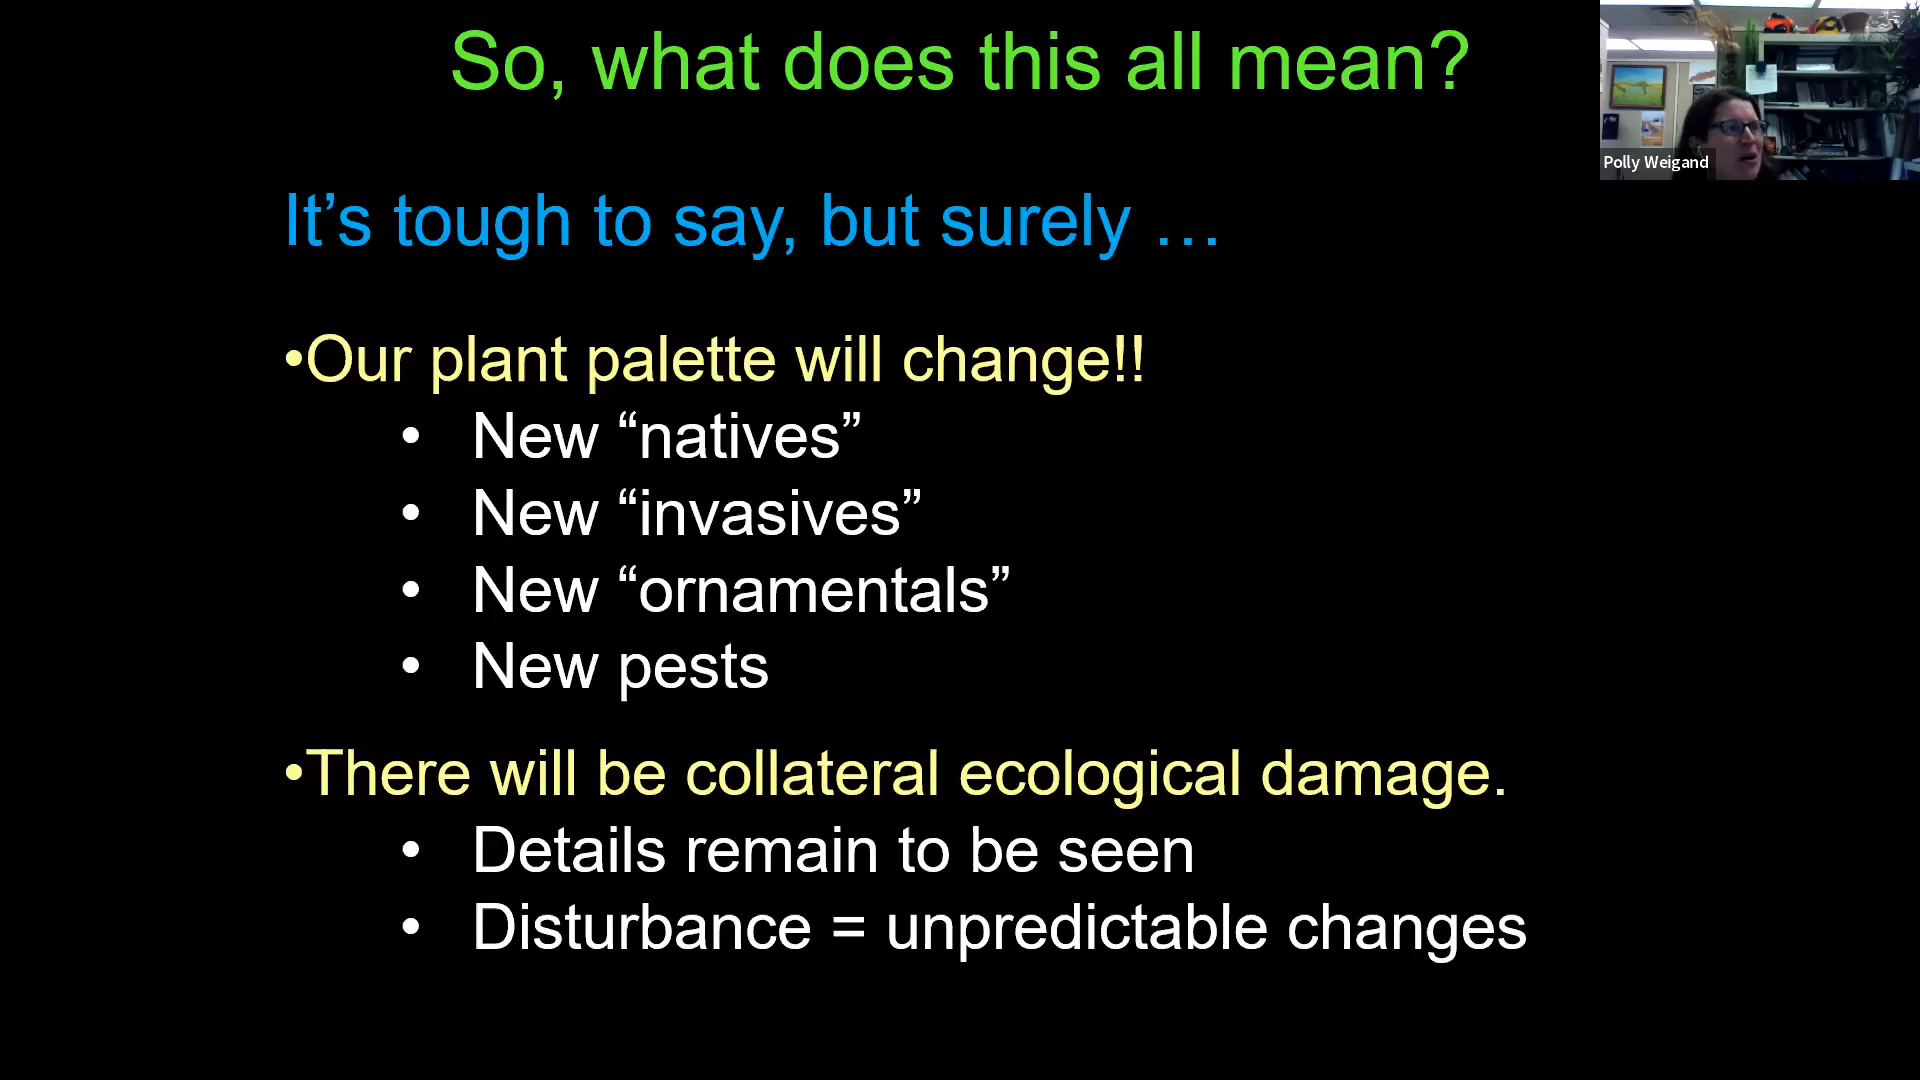 So, what does this all mean?
Polly Weigand
It’s tough to say, but surely …
•Our plant palette will change!!
• New “natives”
• New “invasives”
• New “ornamentals”
• New pests
•There will be collateral ecological damage.
• Details remain to be seen
• Disturbance = unpredictable changes